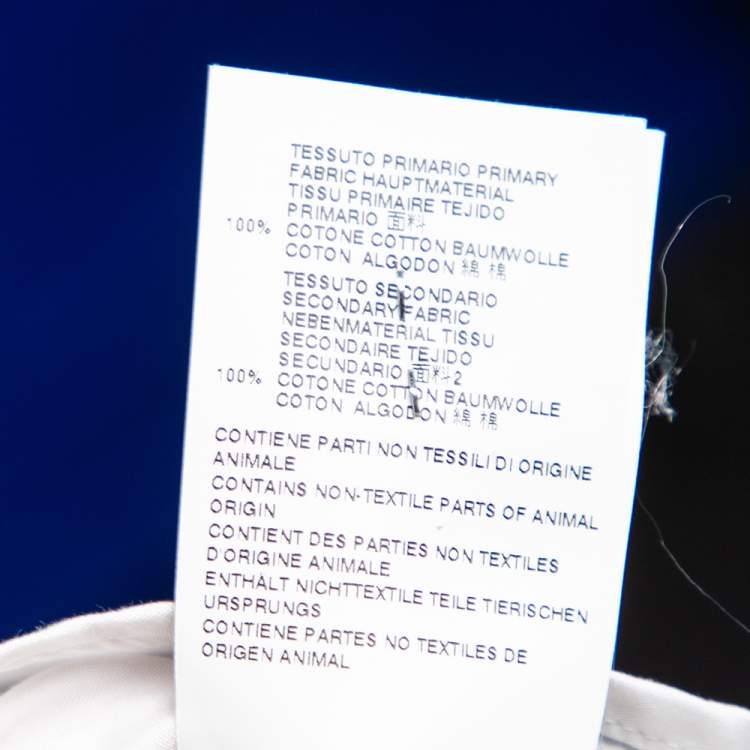 TESSUTO PRIMARIO PRIMARY
FABRIC HAUPTMATERIAL
TISSU PRIMAIRE TEJIDO
PRIMARIO 面料
100% COTONE COTTON BAUMWOLLE
COTON ALGODON 綿 棉
TESSUTO SECONDARIO
SECONDARY FABRIC
NEBENMATERIAL TISSU
SECONDAIRE TEJIDO
SECUNDARIO 面料2
100% COTONE COTTON BAUMWOLLE
COTON ALGODON 綿 棉
CONTIENE PARTI NON TESSILI DI ORIGINE
ANIMALE
CONTAINS NON-TEXTILE PARTS OF ANIMAL
ORIGIN
CONTIENT DES PARTIES NON TEXTILES
D'ORIGINE ANIMALE
ENTHÄLT NICHTTEXTILE TEILE TIERISCHEN
URSPRUNGS
CONTIENE PARTES NO TEXTILES DE
ORIGEN ANIMAL